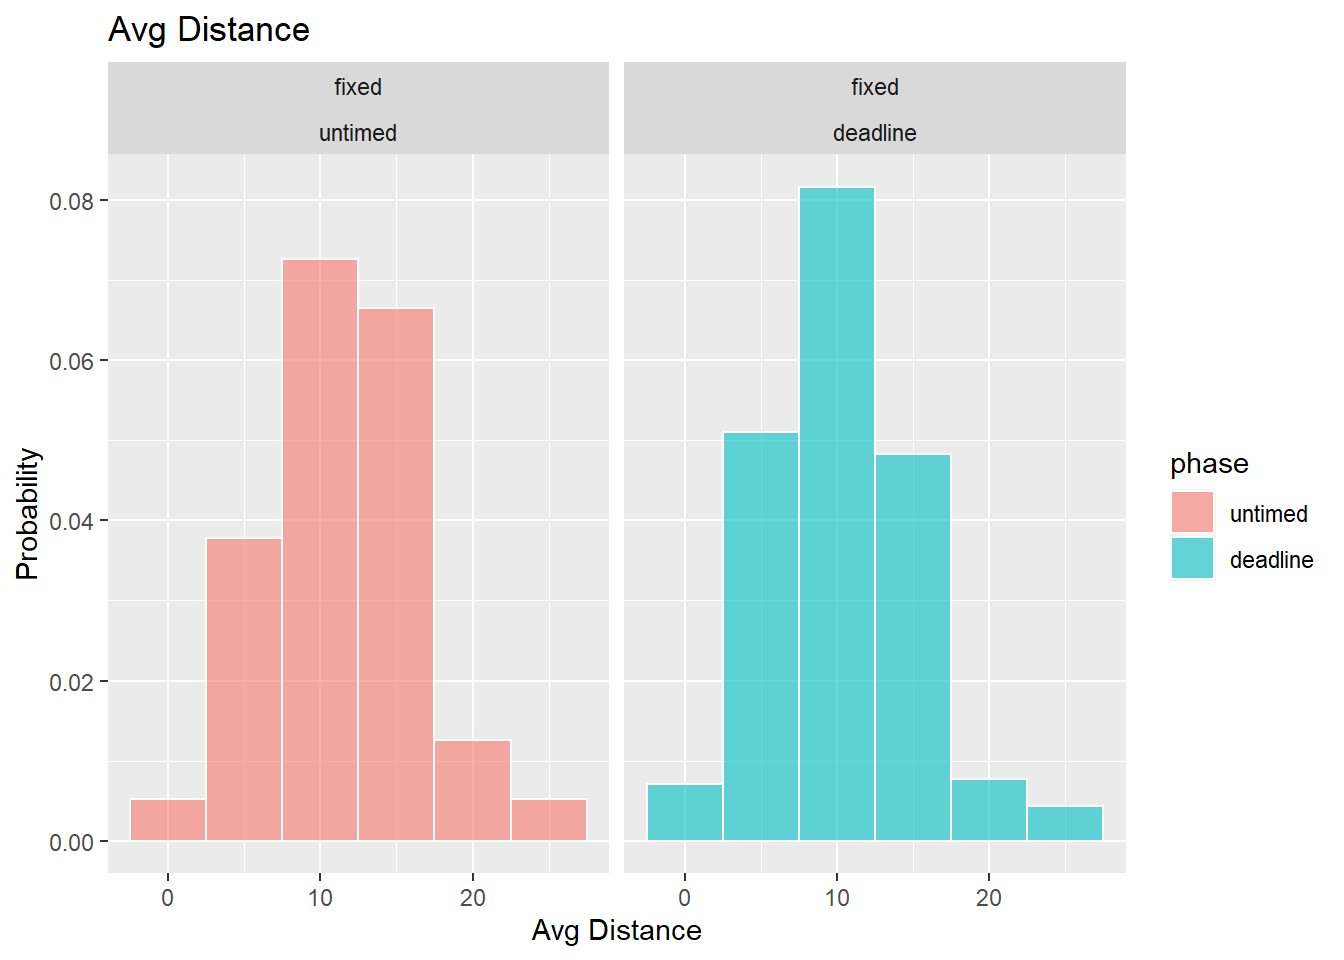 Avg Distance
fixed
untimed
fixed
deadline
0.08
0.06
0.04
0.02
0.00
Probability
0
10
20
0
10
20
Avg Distance
phase
untimed
deadline